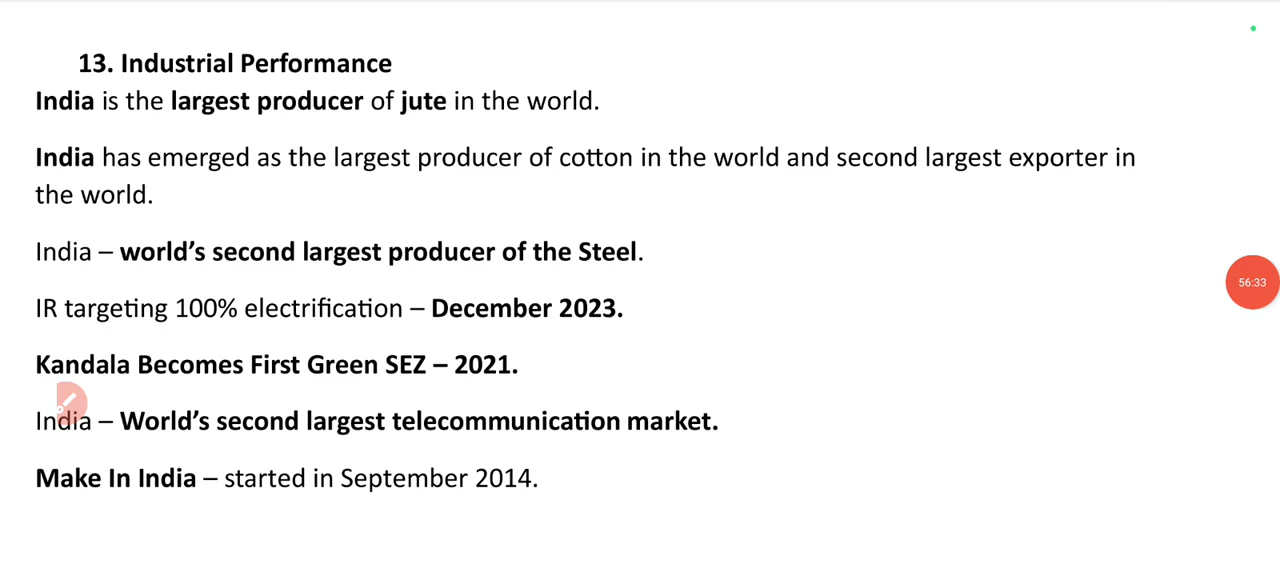 13. Industrial Performance
India is the largest producer of jute in the world.
India has emerged as the largest producer of cotton in the world and second largest exporter in
the world.
India – world’s second largest producer of the Steel.
IR targeting 100% electrification – December 2023.
56:33
Kandala Becomes First Green SEZ – 2021.
India – World’s second largest telecommunication market.
Make In India – started in September 2014.